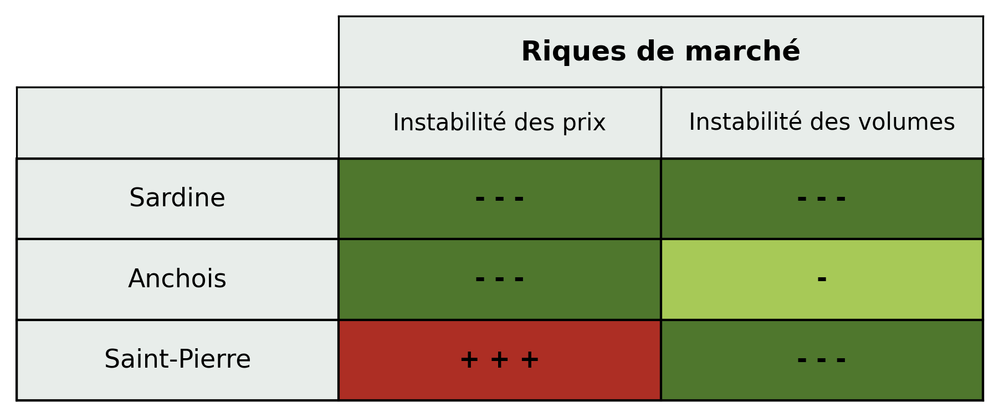 Riques de marché
Instabilité des prix Instabilité des volumes
Sardine - - - - - -
Anchois - - - -
Saint-Pierre + + + - - -